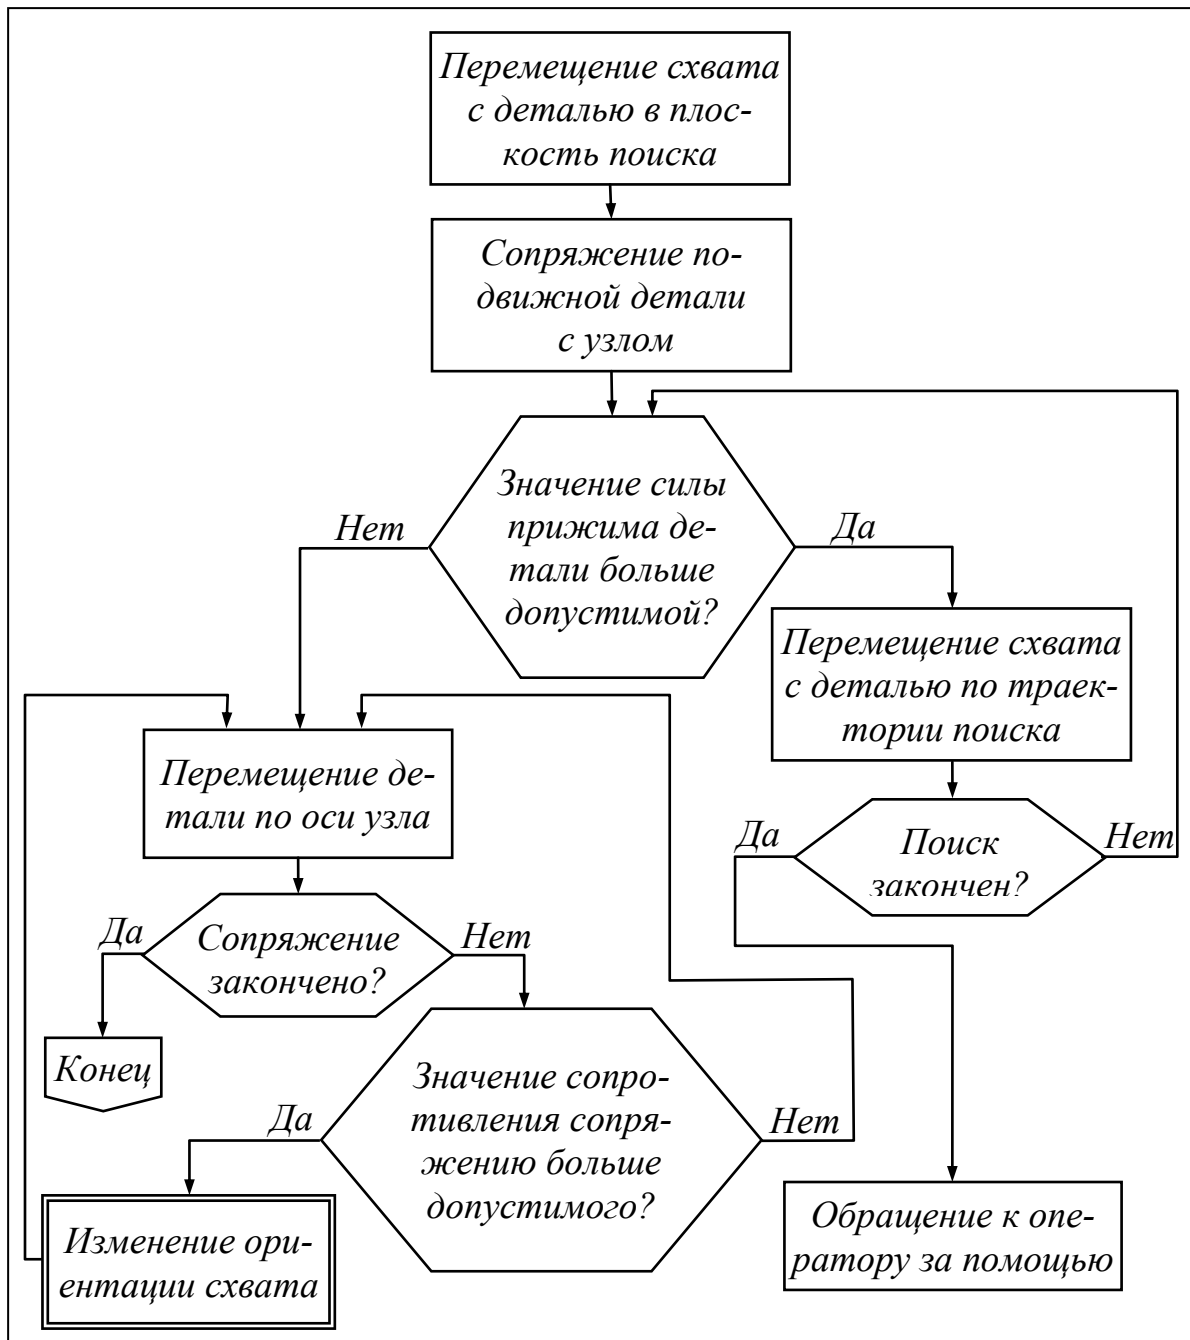 Перемещение схвата
с деталью в плос-
кость поиска
Сопряжение по-
движной детали
с узлом
Значение силы
прижима де-
тали больше
допустимой?
Нет
Да
Перемещение схвата
с деталью по траек-
тории поиска
Перемещение де-
тали по оси узла
Да
Поиск
закончен?
Нет
Да
Сопряжение
закончено?
Нет
Конец
Значение сопро-
тивления сопря-
жению больше
допустимого?
Да
Нет
Изменение ори-
ентации схвата
Обращение к опе-
ратору за помощью